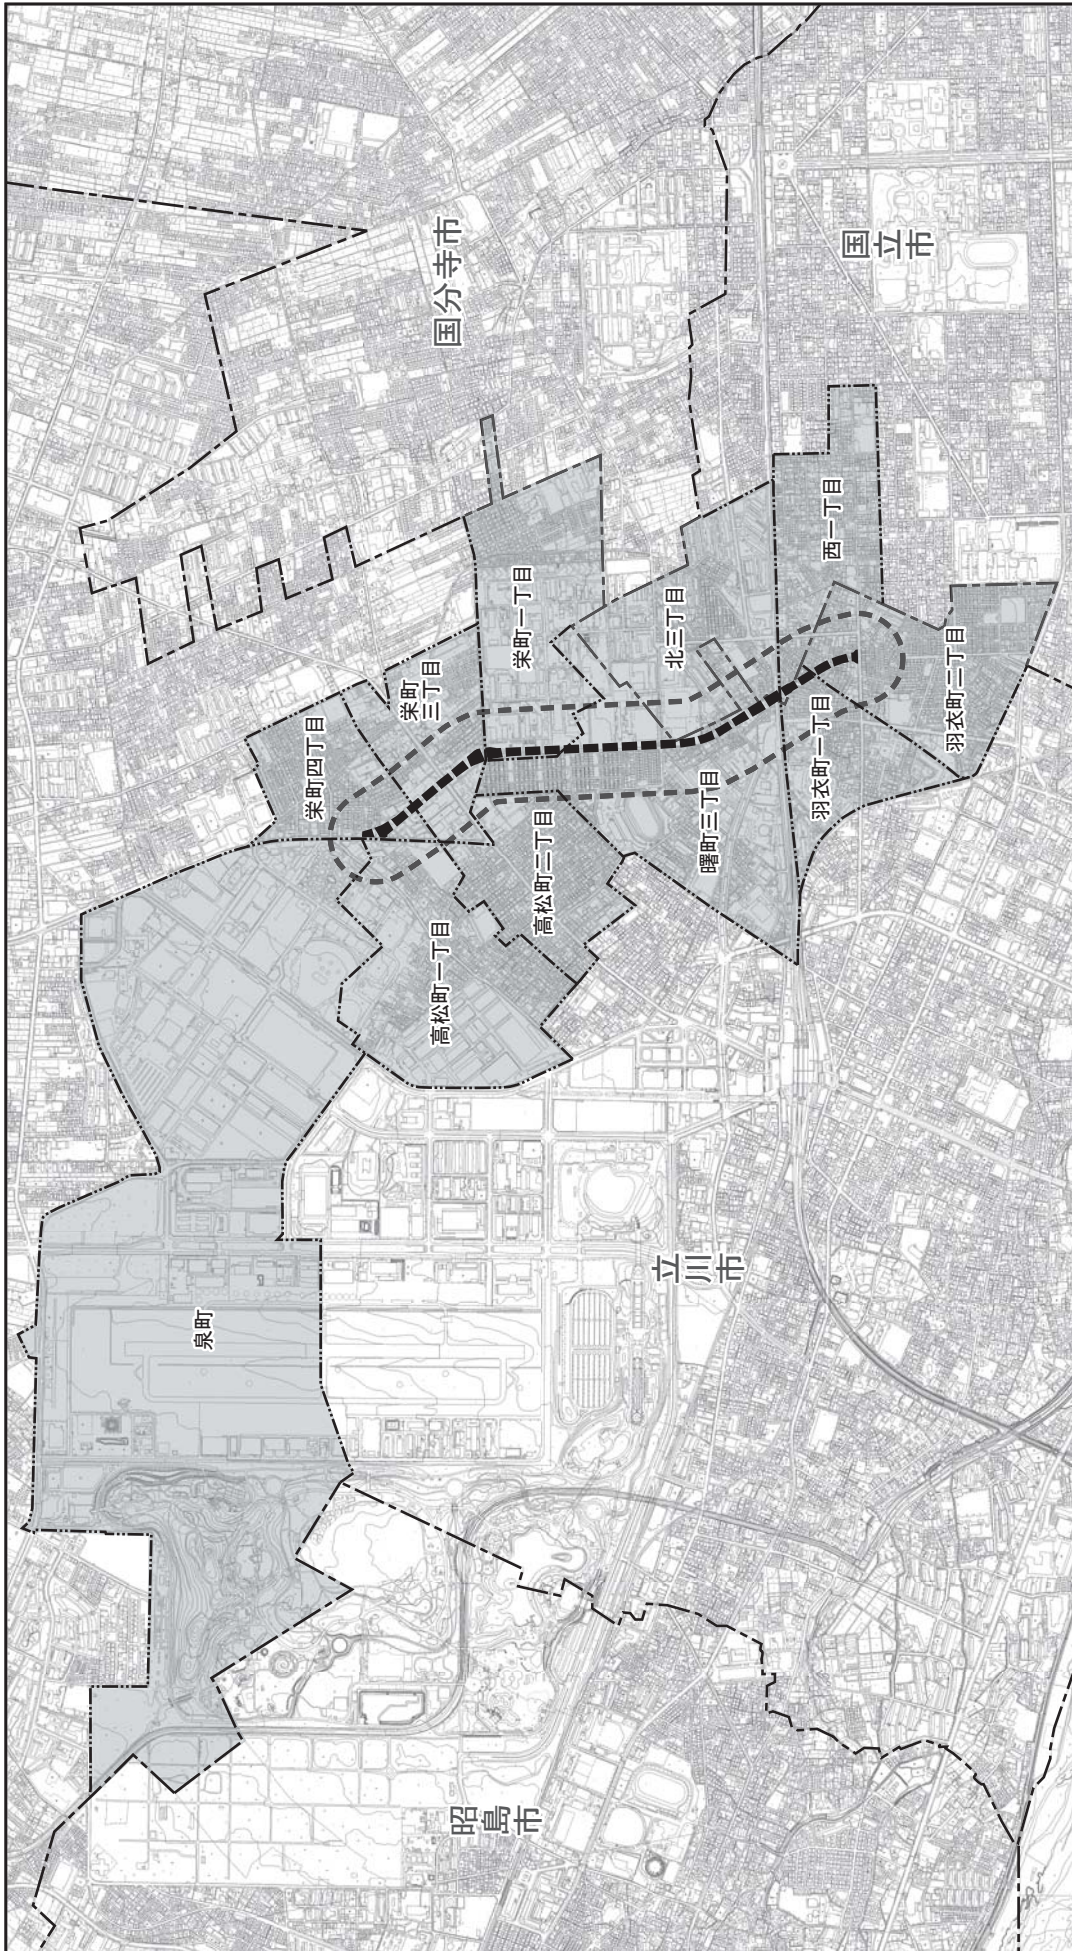 国分寺市
国
立
市
西一丁目
栄町一丁目
北三丁目
栄町
三丁目
栄町四丁目
羽衣町二丁目
羽衣町一丁目
曙町三丁目
高松町二丁目
高松町一丁目
立
川
市
泉町
昭
島
市